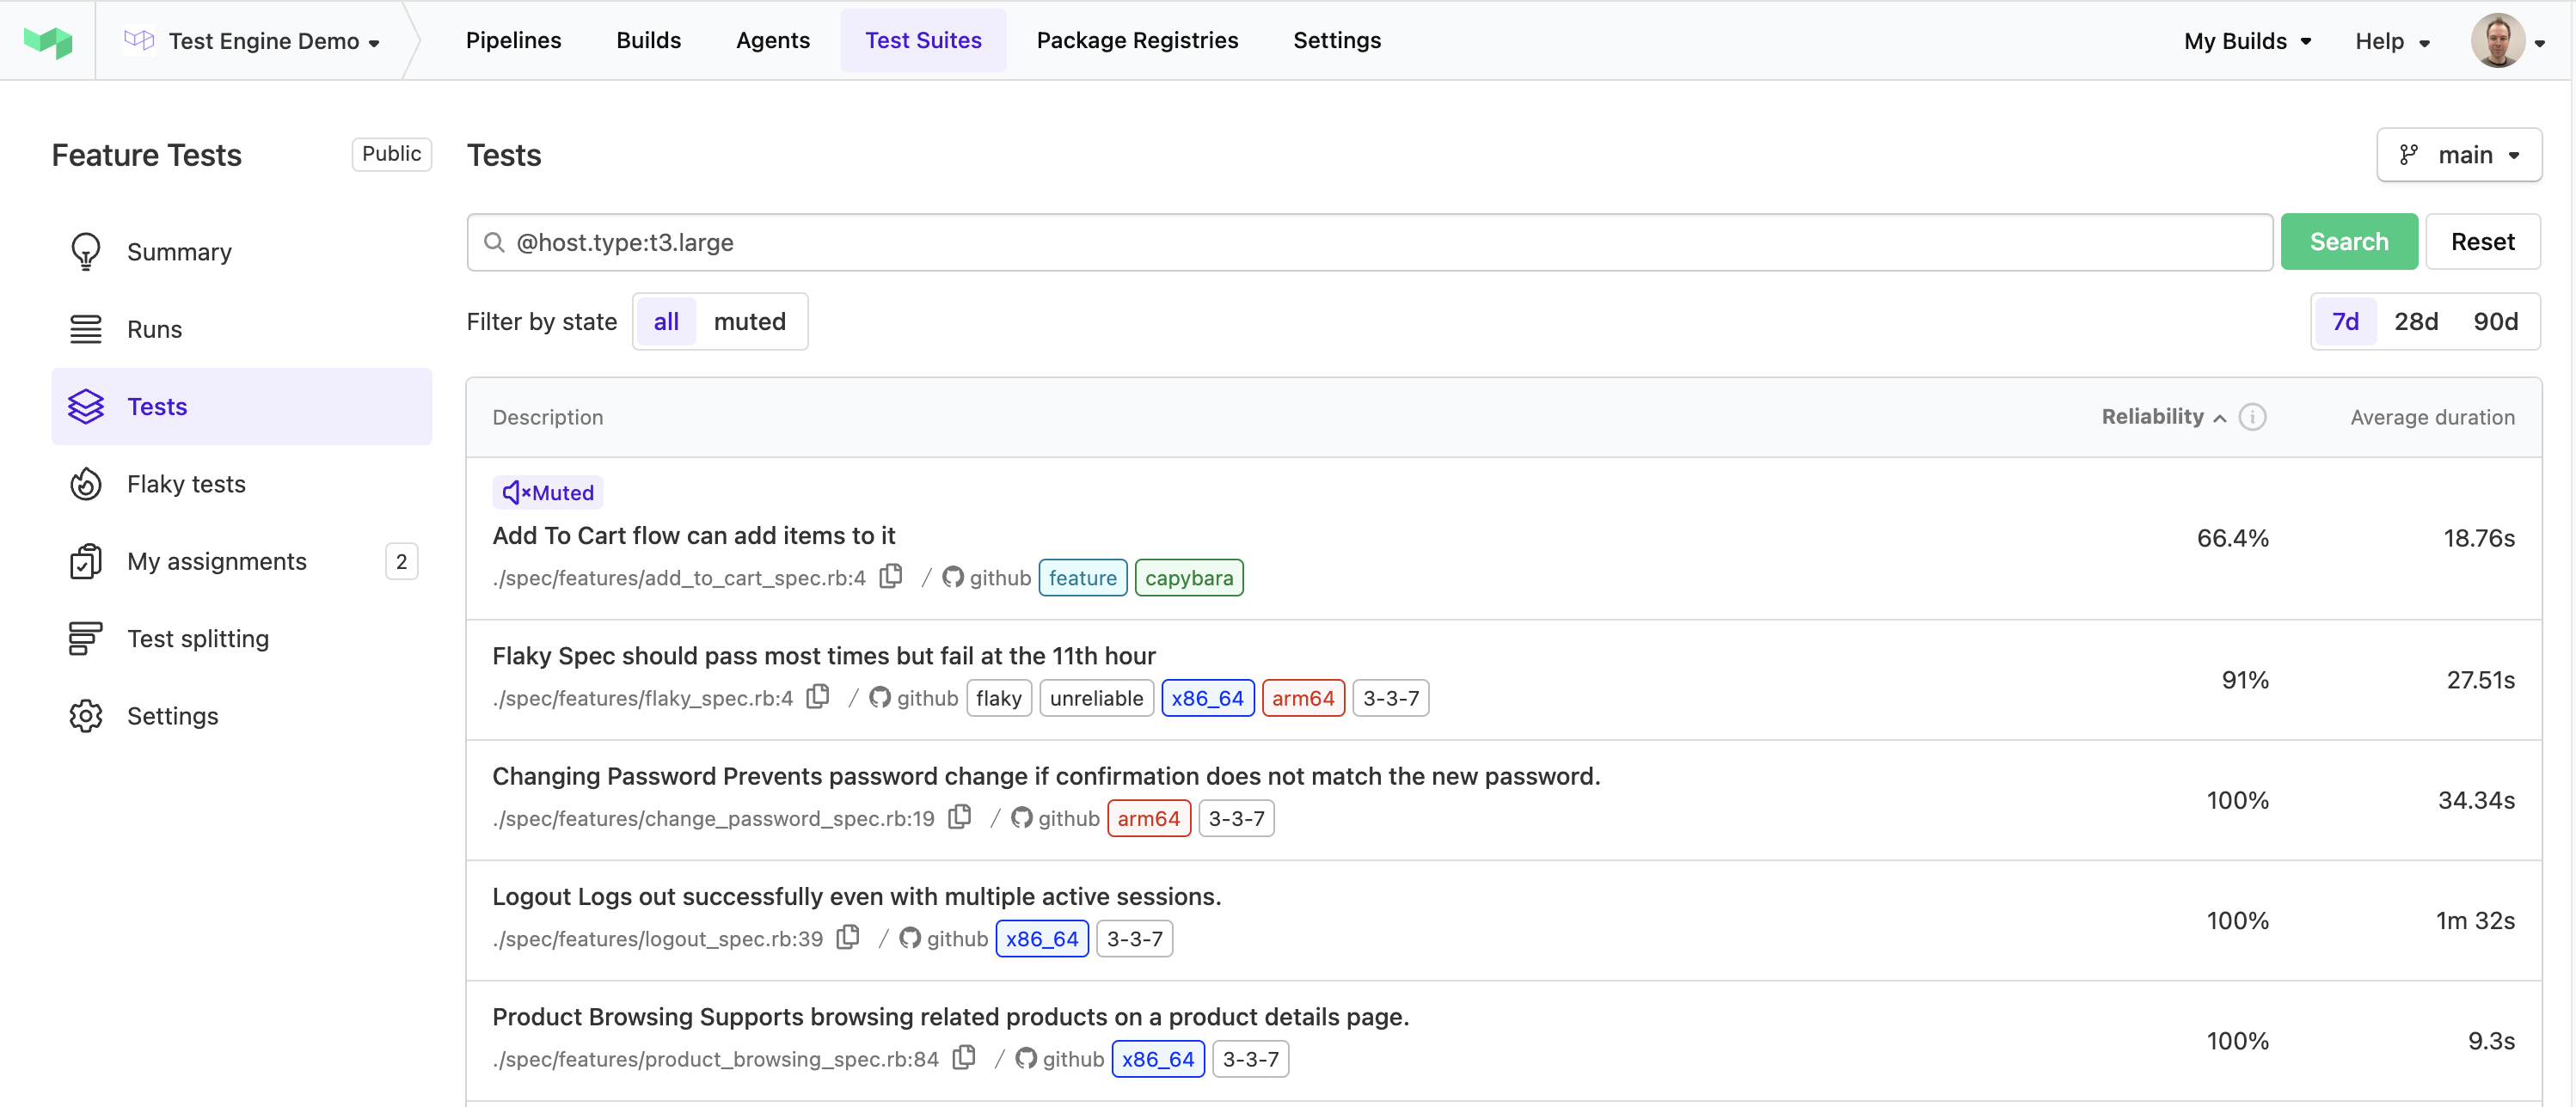 Test Engine Demo
Pipelines
Builds
Agents
Test Suites
Package Registries
Settings
My Builds
Help
Feature Tests
Public
Summary
Runs
Tests
Flaky tests
My assignments
2
Test splitting
Settings
Tests
main
@host.type:t3.large
Search
Reset
Filter by state
all
muted
7d
28d
90d
Description
Reliability
Average duration
Muted
Add To Cart flow can add items to it
./spec/features/add_to_cart_spec.rb:4 / github feature capybara
66.4%
18.76s
Flaky Spec should pass most times but fail at the 11th hour
./spec/features/flaky_spec.rb:4 / github flaky unreliable x86_64 arm64 3-3-7
91%
27.51s
Changing Password Prevents password change if confirmation does not match the new password.
./spec/features/change_password_spec.rb:19 / github arm64 3-3-7
100%
34.34s
Logout Logs out successfully even with multiple active sessions.
./spec/features/logout_spec.rb:39 / github x86_64 3-3-7
100%
1m 32s
Product Browsing Supports browsing related products on a product details page.
./spec/features/product_browsing_spec.rb:84 / github x86_64 3-3-7
100%
9.3s